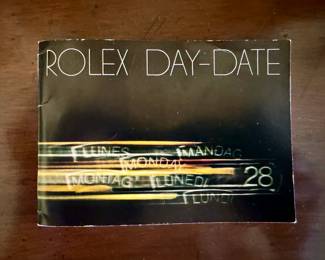 ROLEX DAY-DATE
LUNES MANDAG
MONDAY
MONTAG LUNEDI 28
LUNDI